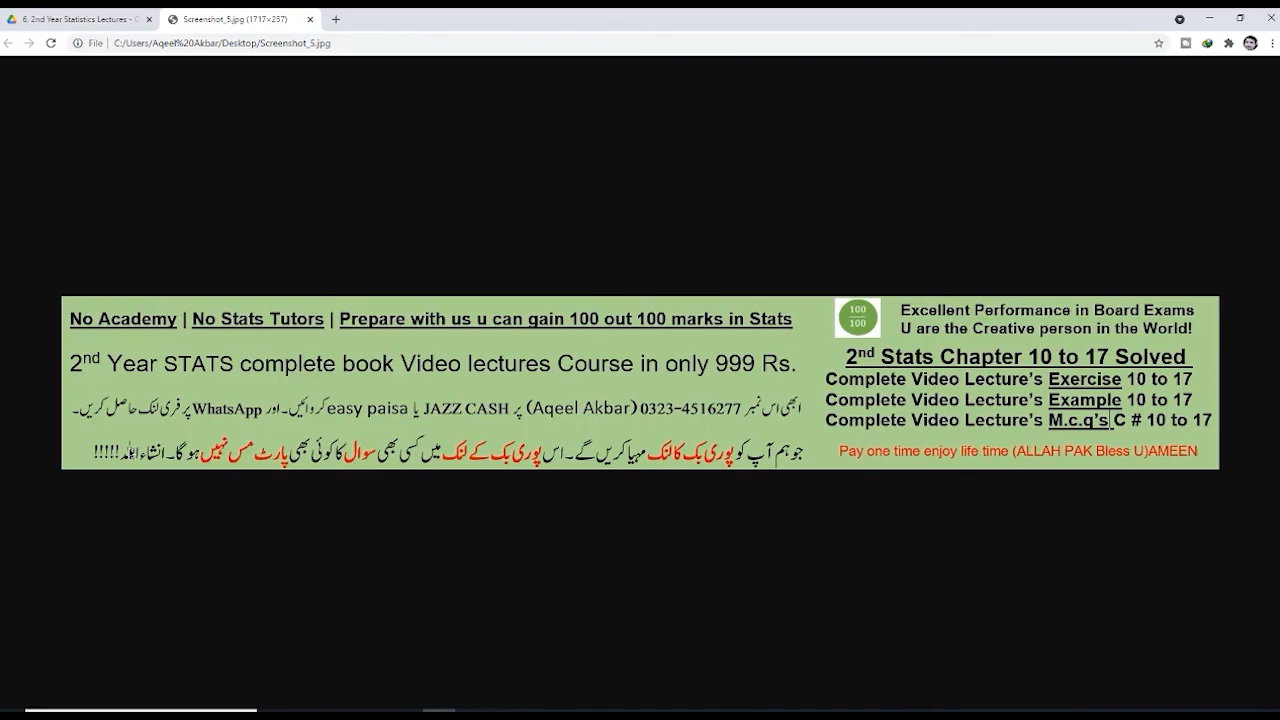 6. 2nd Year Statistics Lectures - G
Screenshot_5.jpg (1717×257)
File | C:/Users/Aqeel%20Akbar/Desktop/Screenshot_5.jpg
No Academy | No Stats Tutors | Prepare with us u can gain 100 out 100 marks in Stats
2nd Year STATS complete book Video lectures Course in only 999 Rs.
ابھی اس نمبر 0323-4516277 (Aqeel Akbar) پر JAZZ CASH یا easy paisa کروائیں۔ اور WhatsApp پر فری لنک حاصل کریں۔
جو ہم آپ کو پوری بک کا لنک مہیا کریں گے۔ اس پوری بک کے لنک میں کسی بھی سوال کا کوئی بھی پارٹ مس نہیں ہو گا۔ انشاء اللہ!!!!!
100
100
Excellent Performance in Board Exams
U are the Creative person in the World!
2nd Stats Chapter 10 to 17 Solved
Complete Video Lecture's Exercise 10 to 17
Complete Video Lecture's Example 10 to 17
Complete Video Lecture's M.c.q's C # 10 to 17
Pay one time enjoy life time (ALLAH PAK Bless U)AMEEN